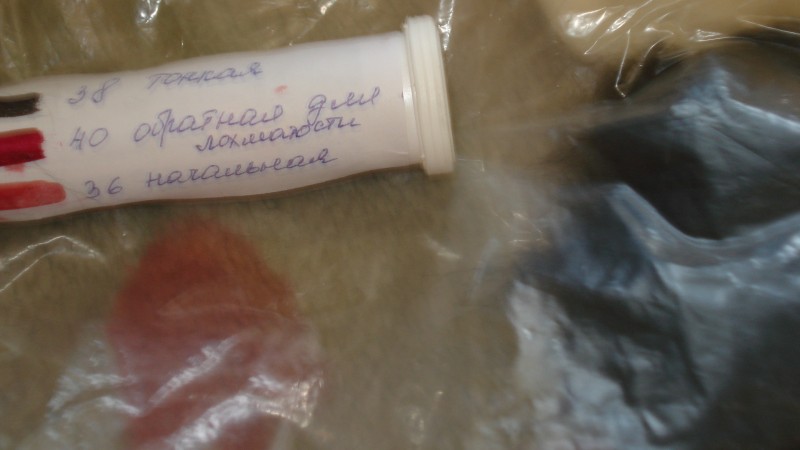 38 тонкая
40 обратная для
лохматости
36 начальная